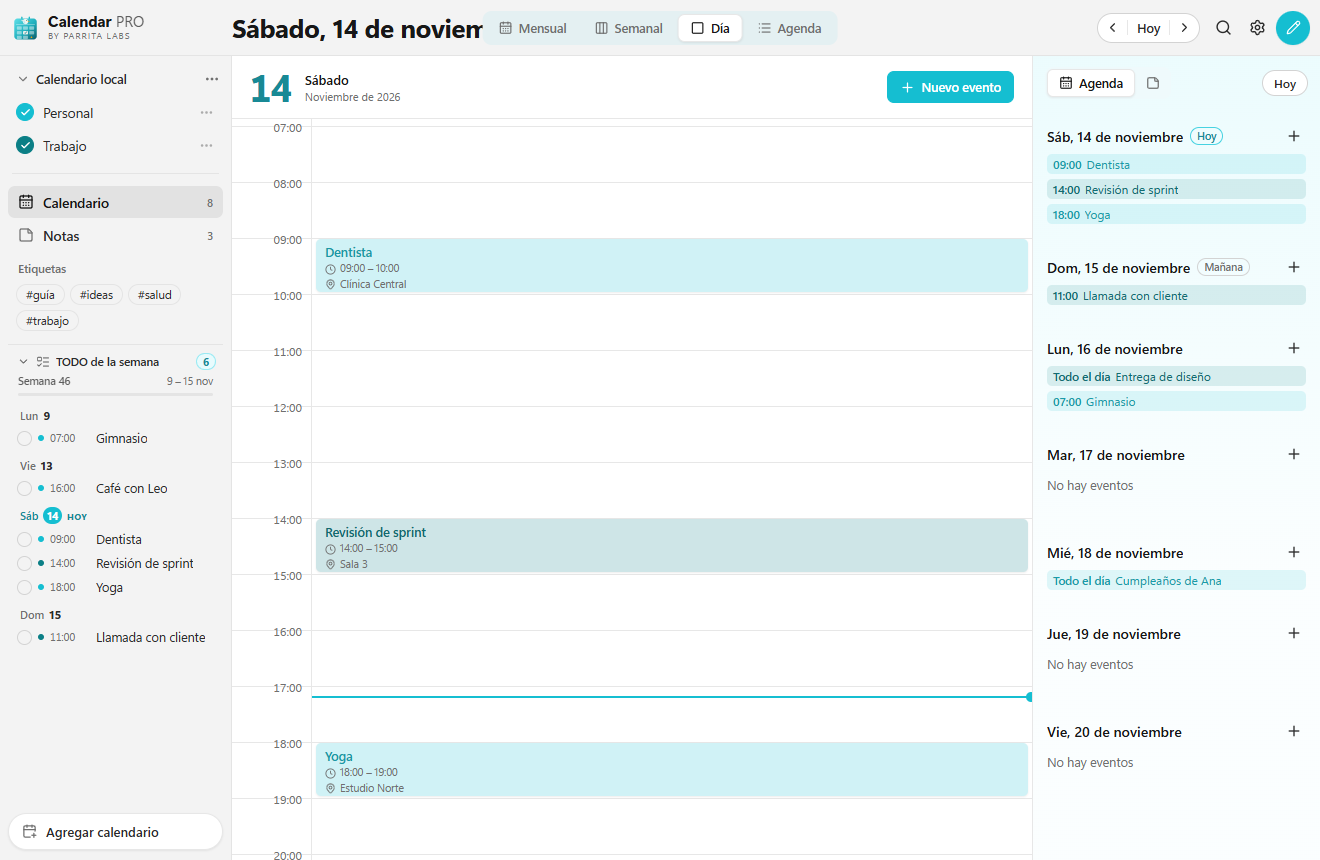 Calendar PRO
BY PARRITA LABS
Sábado, 14 de noviem
Mensual
Semanal
Día
Agenda
Hoy
Calendario local
Personal
Trabajo
Calendario 8
Notas 3
Etiquetas
#guía #ideas #salud
#trabajo
TODO de la semana 6
Semana 46 9 – 15 nov
Lun 9
07:00 Gimnasio
Vie 13
16:00 Café con Leo
Sáb 14 HOY
09:00 Dentista
14:00 Revisión de sprint
18:00 Yoga
Dom 15
11:00 Llamada con cliente
Agregar calendario
14
Sábado
Noviembre de 2026
Nuevo evento
07:00
08:00
09:00
Dentista
09:00 – 10:00
Clínica Central
10:00
11:00
12:00
13:00
14:00
Revisión de sprint
14:00 – 15:00
Sala 3
15:00
16:00
17:00
18:00
Yoga
18:00 – 19:00
Estudio Norte
19:00
20:00
Agenda
Hoy
Sáb, 14 de noviembre Hoy
09:00 Dentista
14:00 Revisión de sprint
18:00 Yoga
Dom, 15 de noviembre Mañana
11:00 Llamada con cliente
Lun, 16 de noviembre
Todo el día Entrega de diseño
07:00 Gimnasio
Mar, 17 de noviembre
No hay eventos
Mié, 18 de noviembre
Todo el día Cumpleaños de Ana
Jue, 19 de noviembre
No hay eventos
Vie, 20 de noviembre
No hay eventos